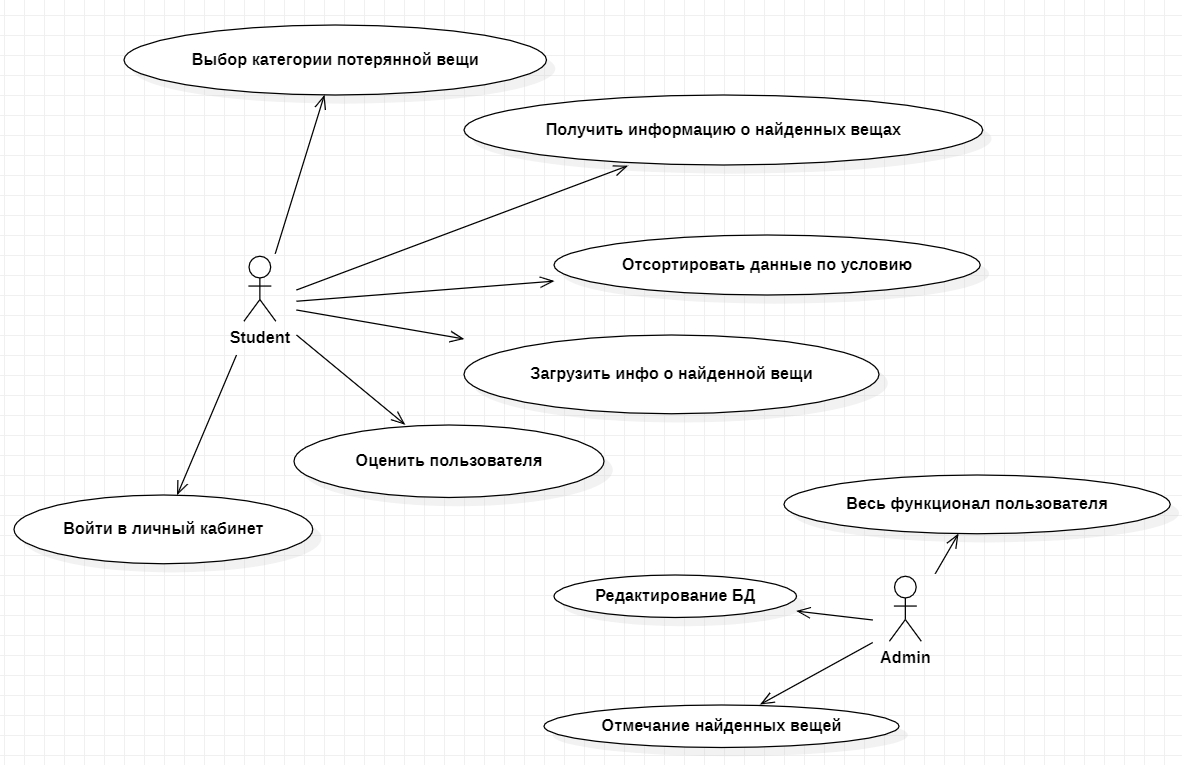 Выбор категории потерянной вещи
Получить информацию о найденных вещах
Отсортировать данные по условию
Student
Загрузить инфо о найденной вещи
Оценить пользователя
Войти в личный кабинет
Весь функционал пользователя
Редактирование БД
Admin
Отмечание найденных вещей